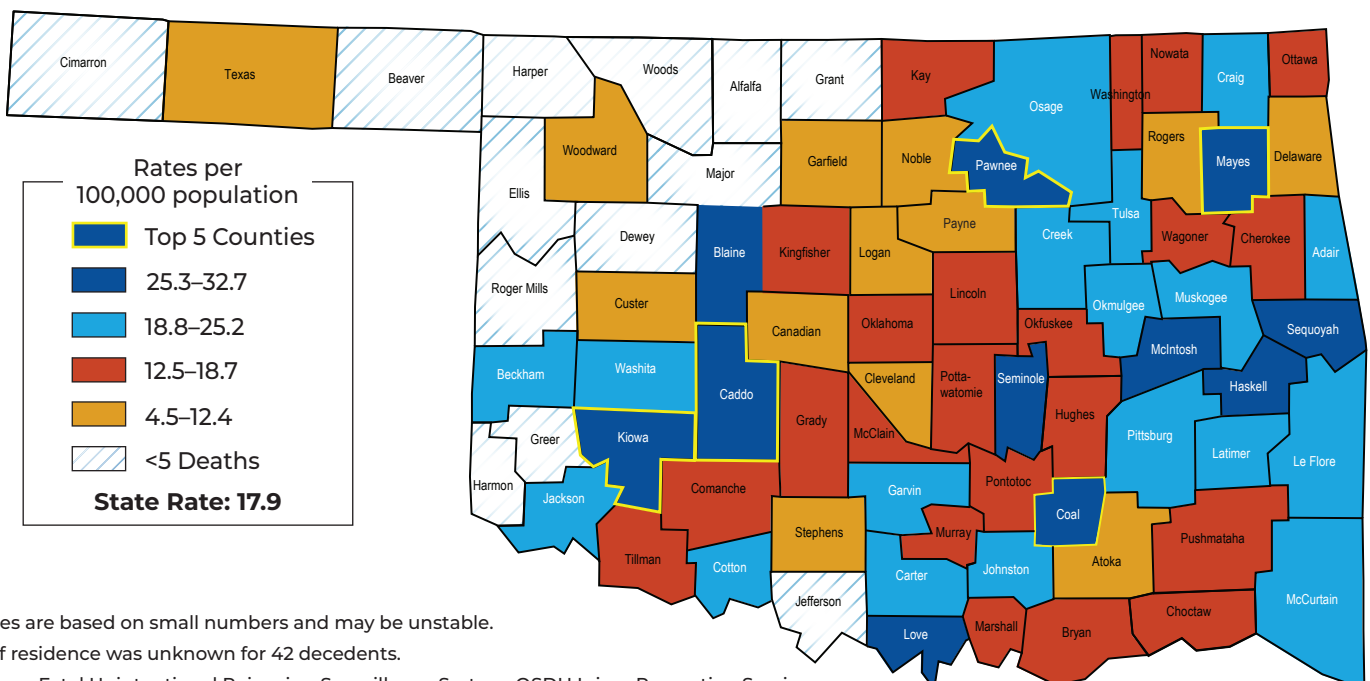 Cimarron
Texas
Beaver
Harper
Woods
Alfalfa
Grant
Kay
Osage
Washington
Nowata
Craig
Ottawa
Woodward
Ellis
Major
Garfield
Noble
Pawnee
Rogers
Mayes
Delaware
Dewey
Blaine
Kingfisher
Logan
Payne
Creek
Tulsa
Wagoner
Cherokee
Adair
Roger Mills
Custer
Canadian
Oklahoma
Lincoln
Okfuskee
Okmulgee
Muskogee
Sequoyah
McIntosh
Haskell
Beckham
Washita
Caddo
Grady
Cleveland
McClain
Potta-
watomie
Seminole
Hughes
Pittsburg
Latimer
Le Flore
Greer
Kiowa
Harmon
Jackson
Comanche
Tillman
Cotton
Stephens
Jefferson
Garvin
Murray
Pontotoc
Coal
Carter
Johnston
Atoka
Pushmataha
McCurtain
Love
Marshall
Bryan
Choctaw
Rates per
100,000 population
Top 5 Counties
25.3–32.7
18.8–25.2
12.5–18.7
4.5–12.4
<5 Deaths
State Rate: 17.9
es are based on small numbers and may be unstable.
f residence was unknown for 42 decedents.